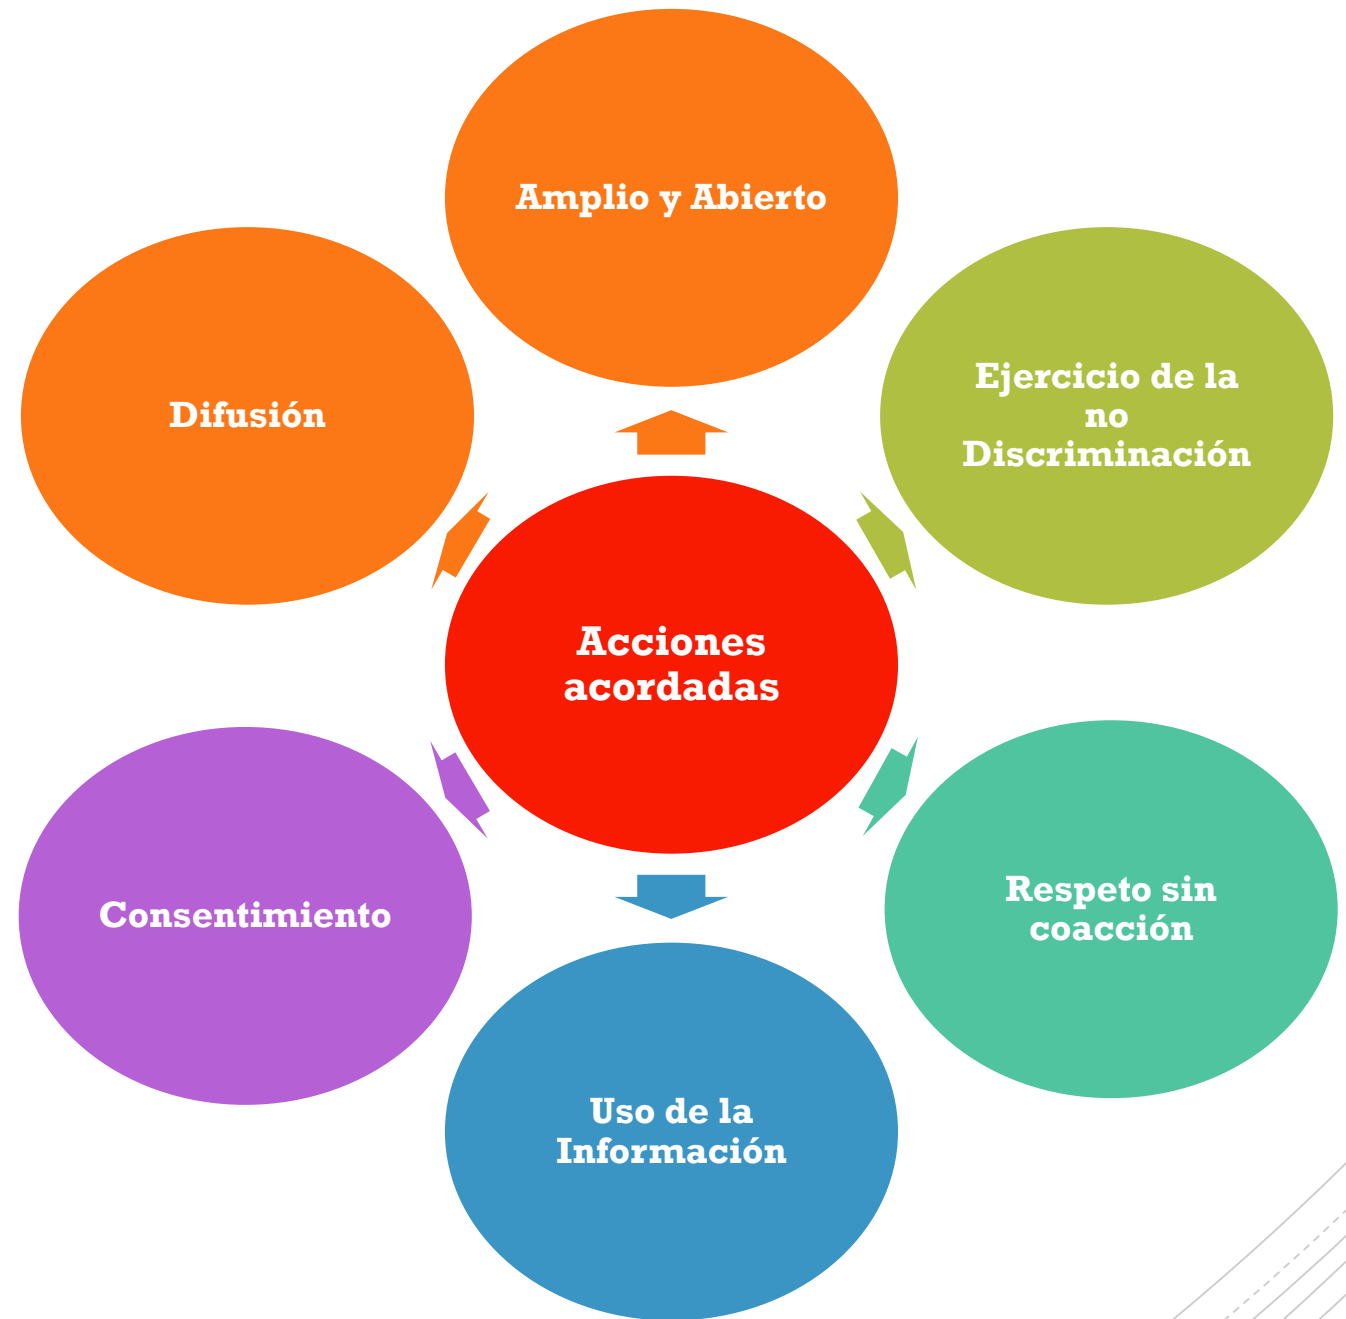 Amplio y Abierto
Ejercicio de la
no
Discriminación
Respeto sin
coacción
Uso de la
Información
Consentimiento
Difusión
Acciones
acordadas